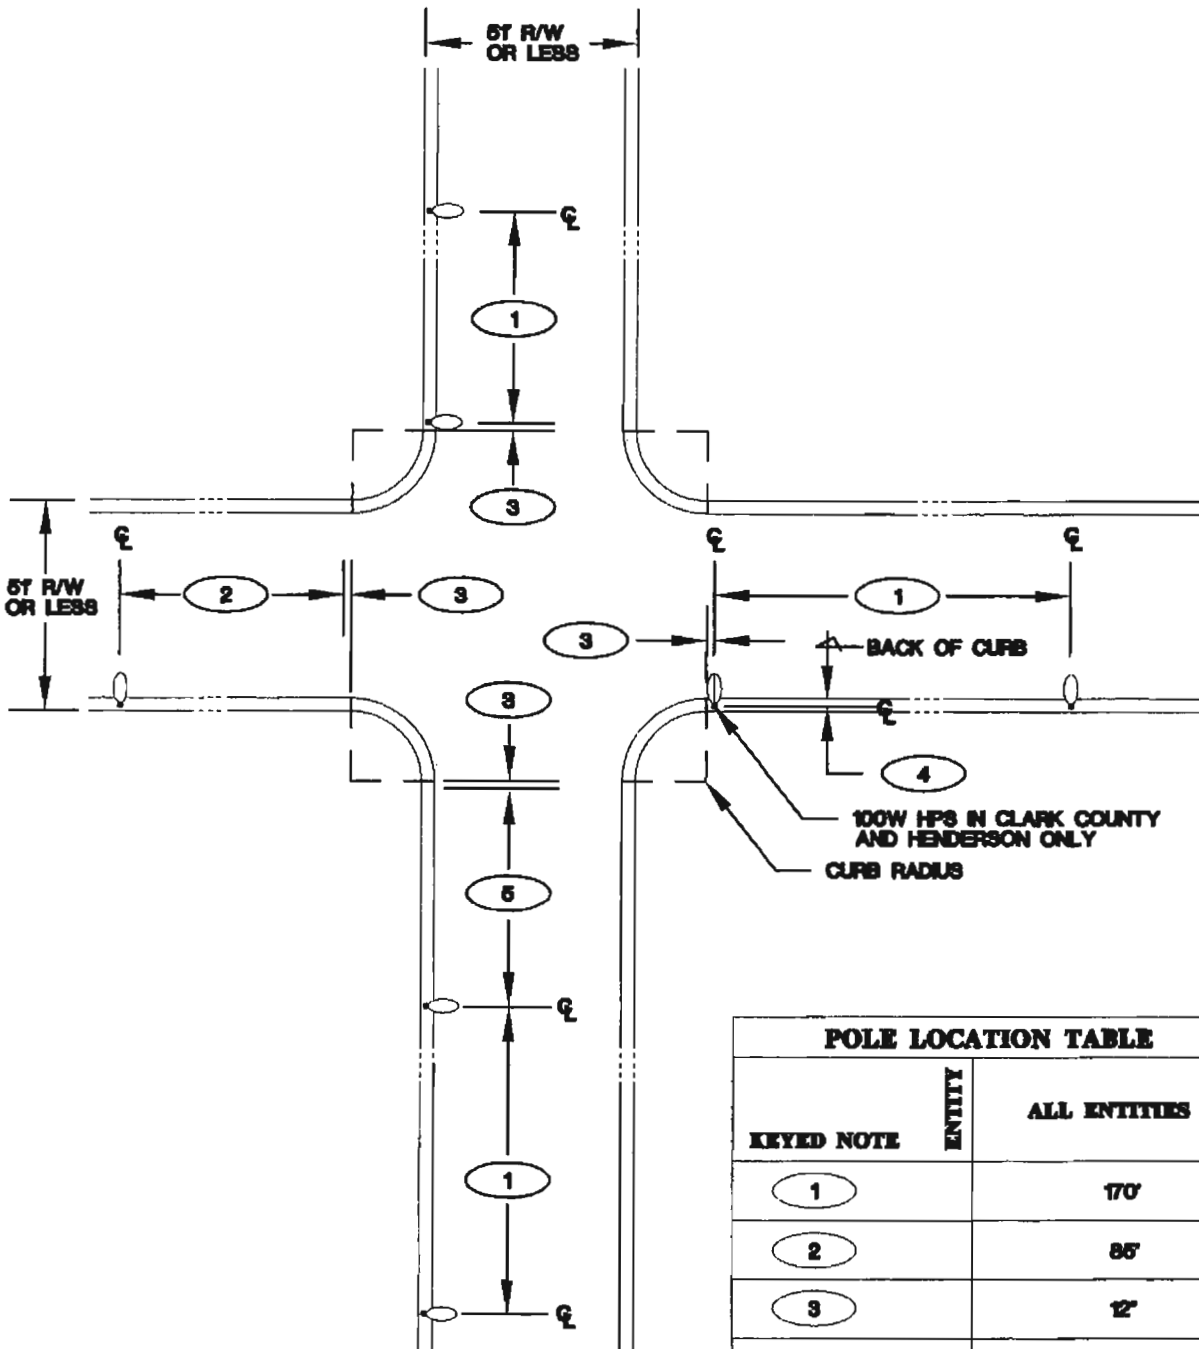 51' R/W
OR LESS
℄
1
3
℄
℄
℄
51' R/W
OR LESS
2
3
1
3
BACK OF CURB
3
℄
4
100W HPS IN CLARK COUNTY
AND HENDERSON ONLY
CURB RADIUS
5
℄
1
℄
POLE LOCATION TABLE
KEYED NOTE
ENTITY
ALL ENTITIES
1
170'
2
85'
3
12"